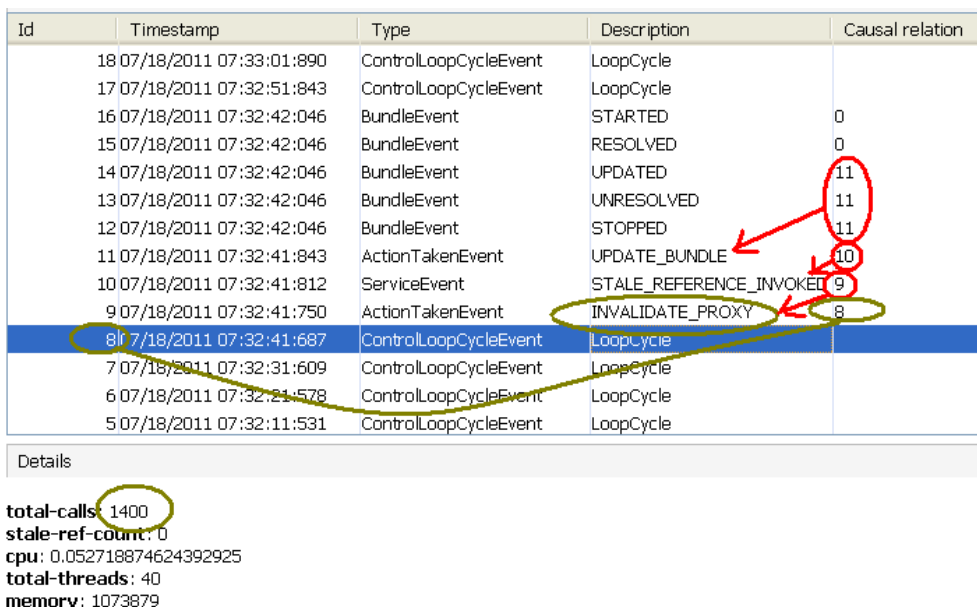 Id Timestamp Type Description Causal relation
18 07/18/2011 07:33:01:890 ControlLoopCycleEvent LoopCycle
17 07/18/2011 07:32:51:843 ControlLoopCycleEvent LoopCycle
16 07/18/2011 07:32:42:046 BundleEvent STARTED 0
15 07/18/2011 07:32:42:046 BundleEvent RESOLVED 0
14 07/18/2011 07:32:42:046 BundleEvent UPDATED 11
13 07/18/2011 07:32:42:046 BundleEvent UNRESOLVED 11
12 07/18/2011 07:32:42:046 BundleEvent STOPPED 11
11 07/18/2011 07:32:41:843 ActionTakenEvent UPDATE_BUNDLE 10
10 07/18/2011 07:32:41:812 ServiceEvent STALE_REFERENCE_INVOKED 9
9 07/18/2011 07:32:41:750 ActionTakenEvent INVALIDATE_PROXY 8
8 07/18/2011 07:32:41:687 ControlLoopCycleEvent LoopCycle
7 07/18/2011 07:32:31:609 ControlLoopCycleEvent LoopCycle
6 07/18/2011 07:32:21:578 ControlLoopCycleEvent LoopCycle
5 07/18/2011 07:32:11:531 ControlLoopCycleEvent LoopCycle
Details
total-calls: 1400
stale-ref-count: 0
cpu: 0.052718874624392925
total-threads: 40
memory: 1073879